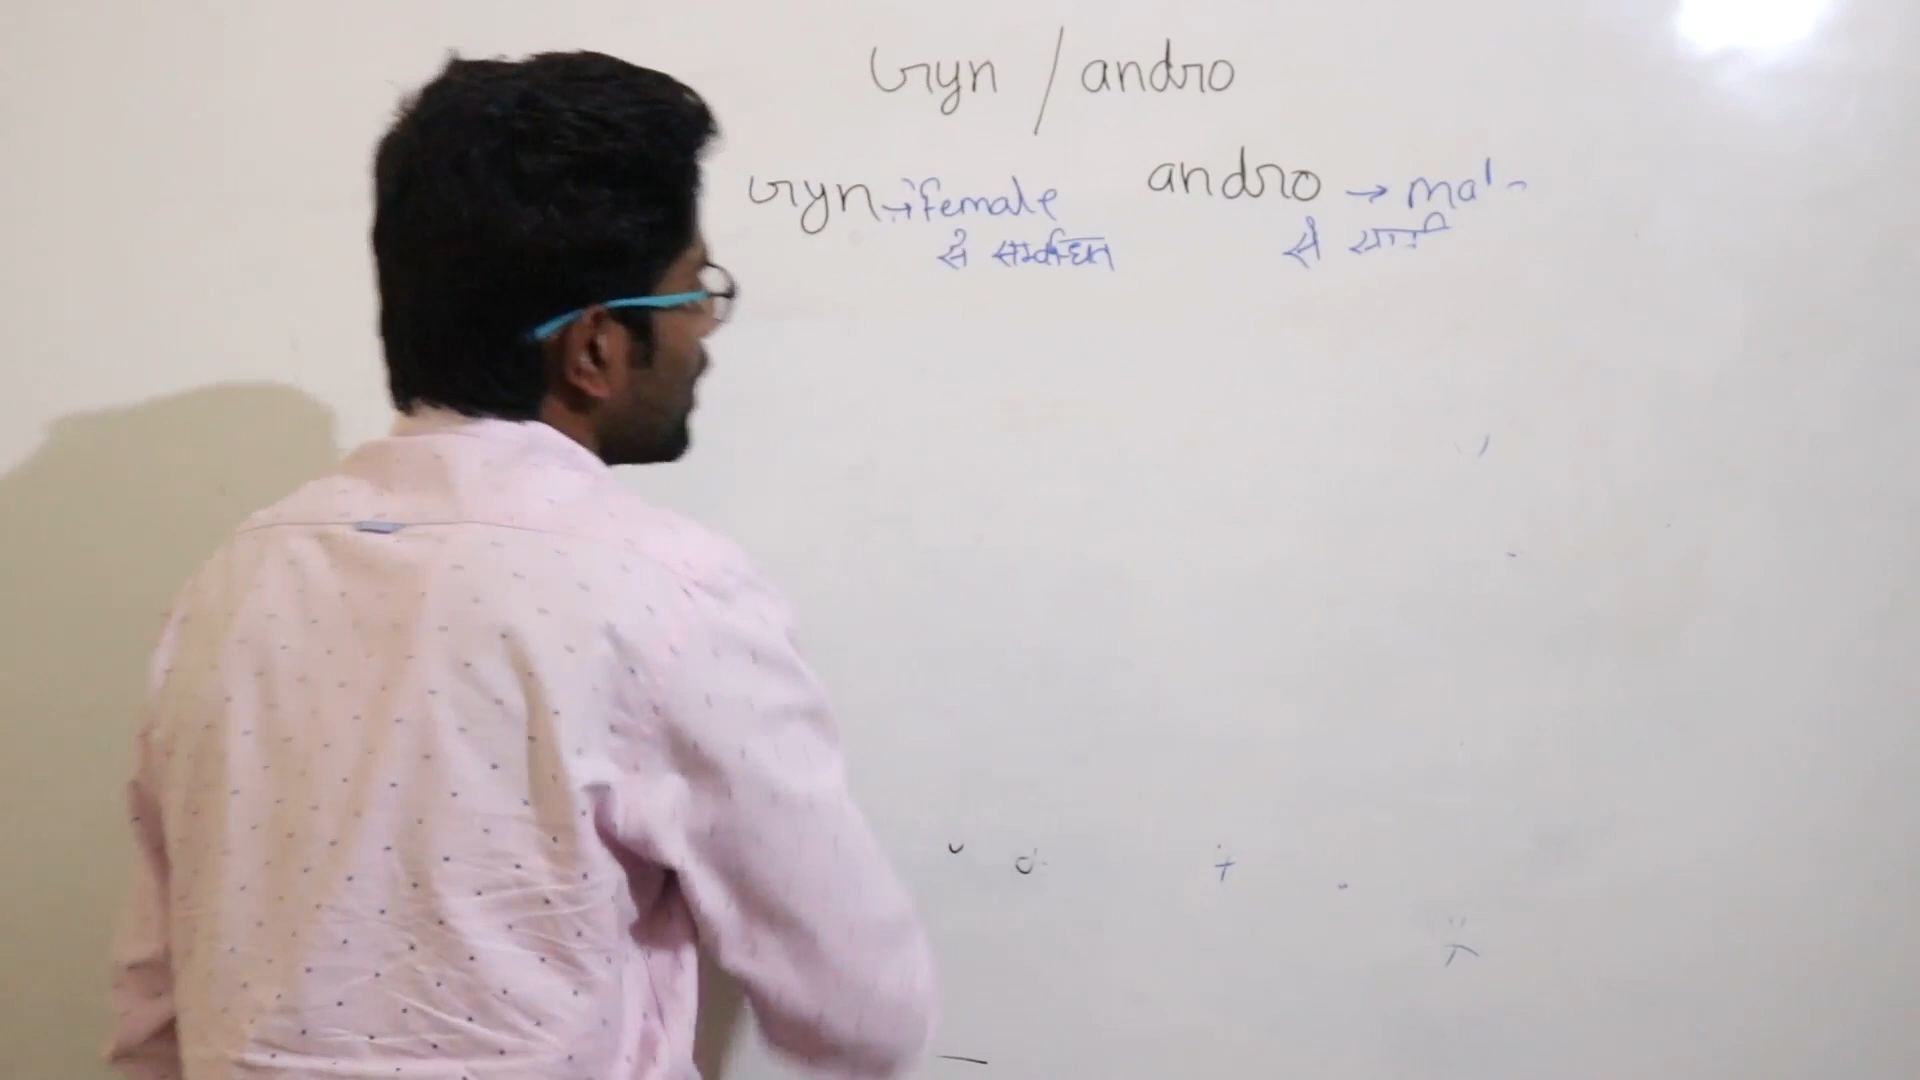 Gyn / andro
Gyn → Female andro → mal
से सम्बंधित से